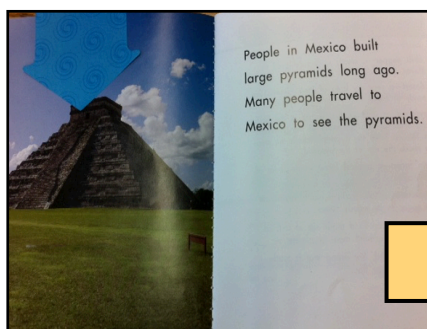 People in Mexico built
large pyramids long ago.
Many people travel to
Mexico to see the pyramids.